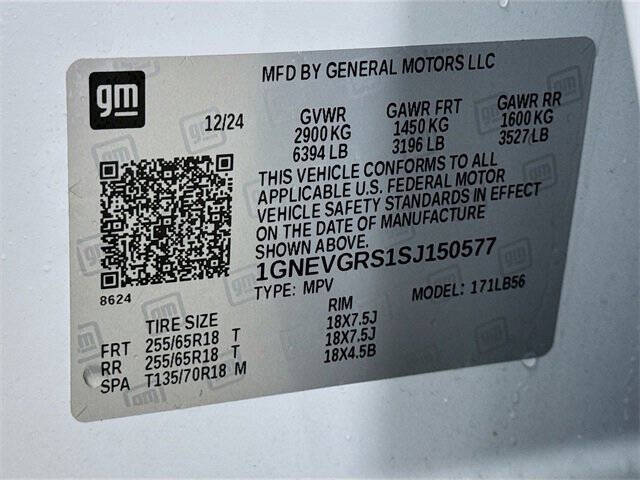 gm
MFD BY GENERAL MOTORS LLC
12/24
GVWR GAWR FRT GAWR RR
2900 KG 1450 KG 1600 KG
6394 LB 3196 LB 3527 LB
THIS VEHICLE CONFORMS TO ALL
APPLICABLE U.S. FEDERAL MOTOR
VEHICLE SAFETY STANDARDS IN EFFECT
ON THE DATE OF MANUFACTURE
SHOWN ABOVE.
1GNEVGRS1SJ150577
8624
TYPE: MPV MODEL: 171LB56
TIRE SIZE RIM
FRT 255/65R18 T 18X7.5J
RR 255/65R18 T 18X7.5J
SPA T135/70R18 M 18X4.5B